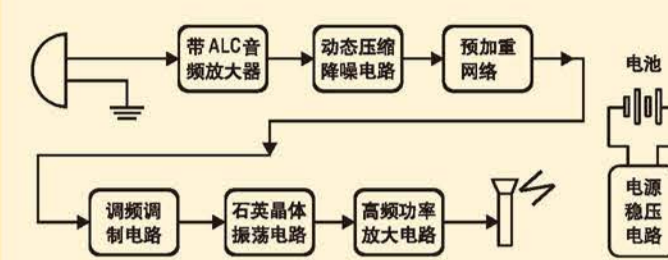 带ALC音
频放大器
动态压缩
降噪电路
预加重
网络
电池
调频调
制电路
石英晶体
振荡电路
高频功率
放大电路
电源
稳压
电路